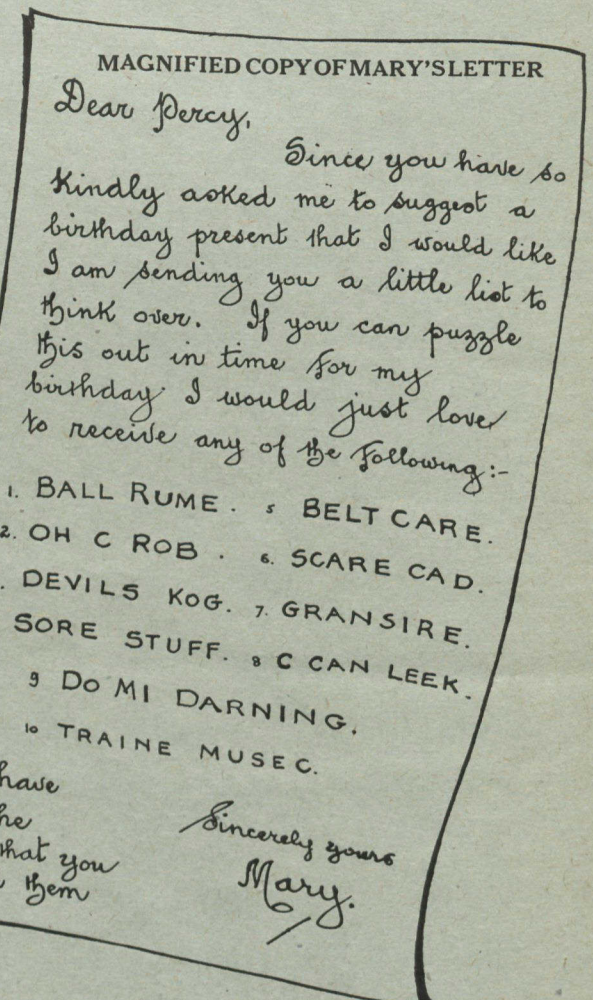 MAGNIFIED COPY OF MARY'S LETTER
Dear Percy,
Since you have so
kindly asked me to suggest a
birthday present that I would like
I am sending you a little list to
think over. If you can puzzle
this out in time for my
birthday I would just love
to receive any of the following:-
1. BALL RUME. 5 BELT CARE.
2. OH C ROB. 6. SCARE CAD.
. DEVILS KOG. 7. GRANSIRE.
SORE STUFF. 8 C CAN LEEK.
9 DO MI DARNING.
10 TRAINE MUSEC.
have
Sincerely yours
that you
Mary.
them